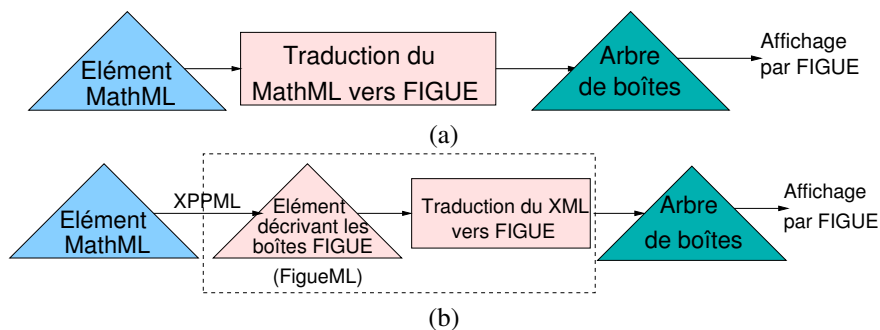 Elément
MathML
Traduction du
MathML vers FIGUE
Arbre
de boîtes
Affichage
par FIGUE
(a)
Elément
MathML
XPPML
Elément
décrivant les
boîtes FIGUE
(FigueML)
Traduction du XML
vers FIGUE
Arbre
de boîtes
Affichage
par FIGUE
(b)